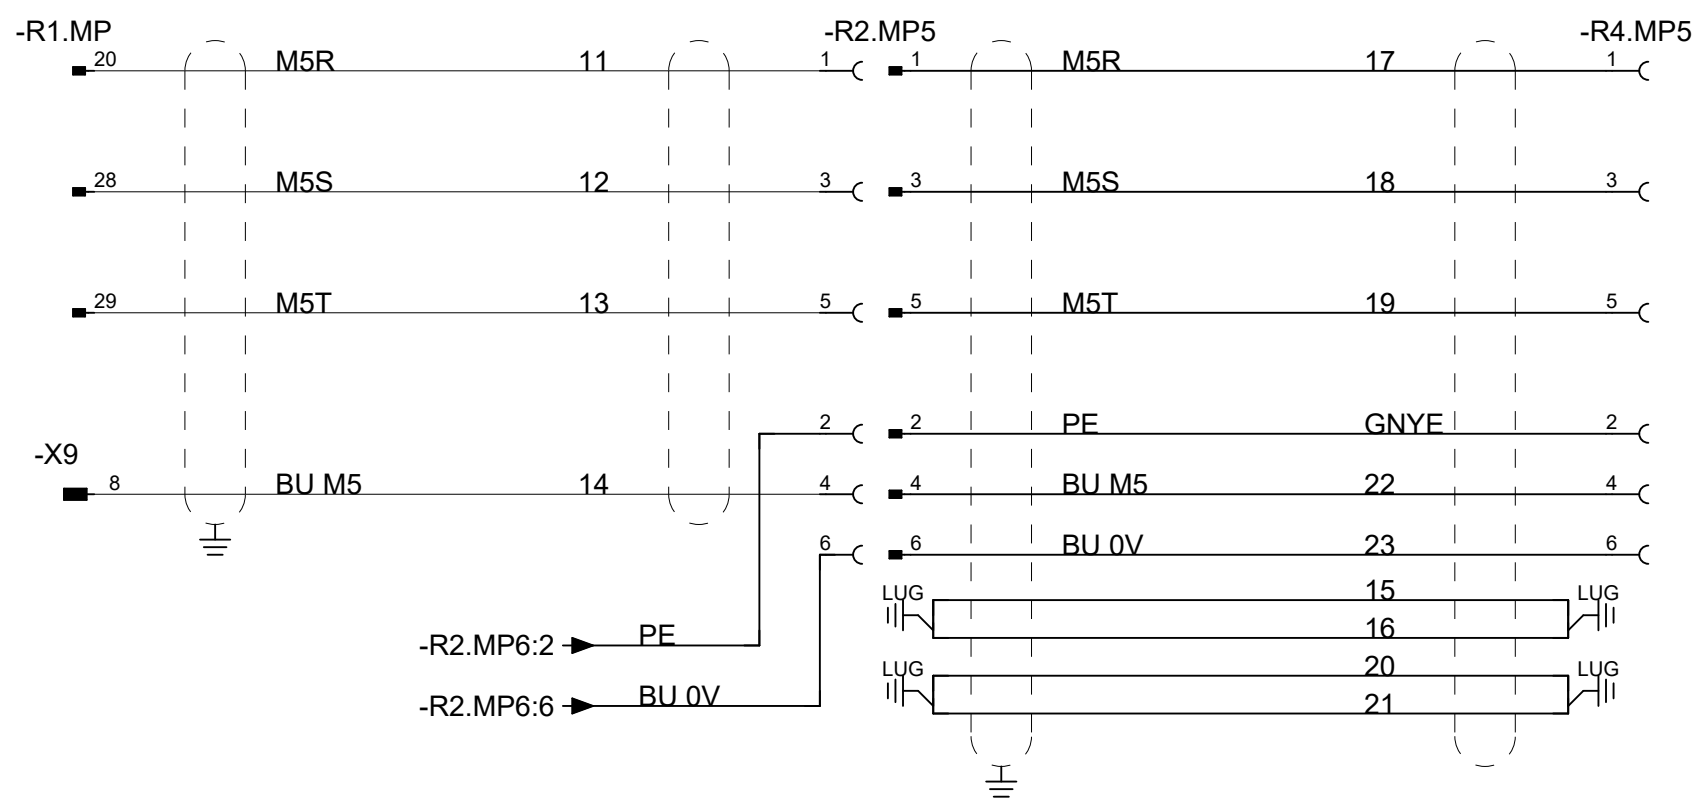 -R1.MP -R2.MP5 -R4.MP5
20 M5R 11 1 1 M5R 17 1
28 M5S 12 3 3 M5S 18 3
29 M5T 13 5 5 M5T 19 5
2 2 PE GNYE 2
-X9
8 BU M5 14 4 4 BU M5 22 4
6 6 BU 0V 23 6
LUG 15 LUG
-R2.MP6:2 PE 16
LUG 20 LUG
-R2.MP6:6 BU 0V 21